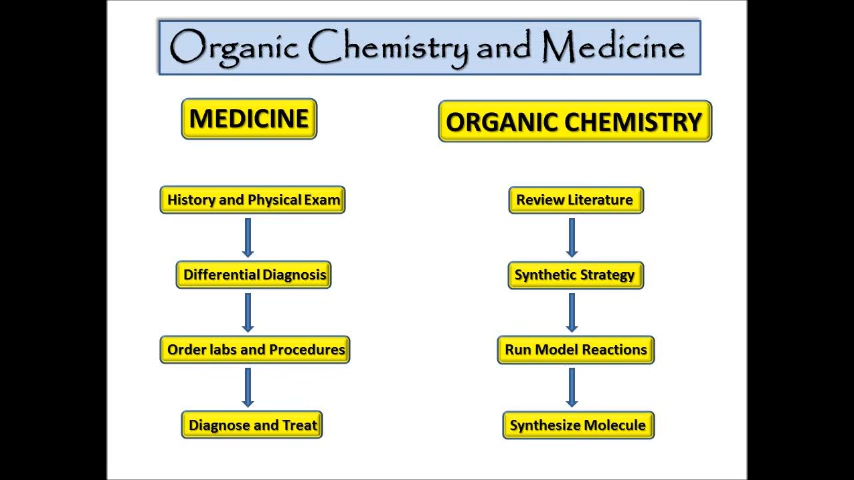 Organic Chemistry and Medicine
MEDICINE
ORGANIC CHEMISTRY
History and Physical Exam
Review Literature
Differential Diagnosis
Synthetic Strategy
Order labs and Procedures
Run Model Reactions
Diagnose and Treat
Synthesize Molecule